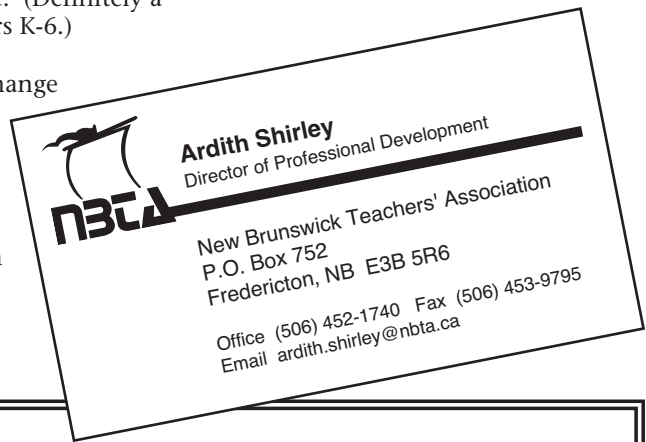 (Definitely a
rs K-6.)
hange
n
NBTA
Ardith Shirley
Director of Professional Development
New Brunswick Teachers' Association
P.O. Box 752
Fredericton, NB E3B 5R6
Office (506) 452-1740 Fax (506) 453-9795
Email ardith.shirley@nbta.ca